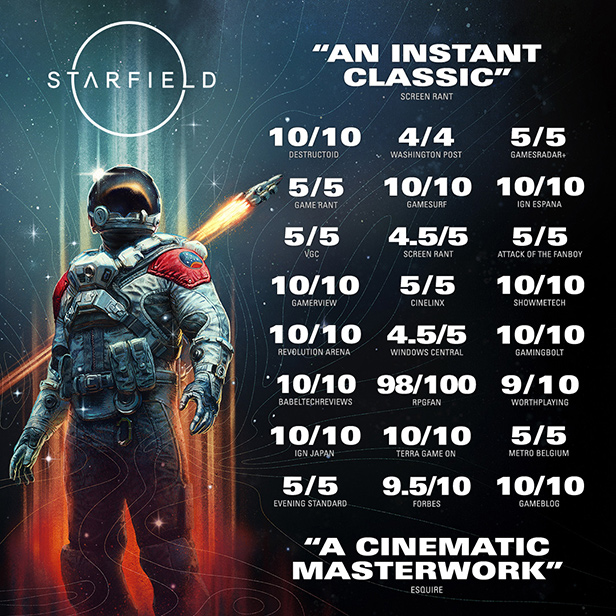 STARFIELD
“AN INSTANT
CLASSIC”
SCREEN RANT
10/10 4/4 5/5
DESTRUCTOID WASHINGTON POST GAMESRADAR+
5/5 10/10 10/10
GAME RANT GAMESURF IGN ESPANA
5/5 4.5/5 5/5
VGC SCREEN RANT ATTACK OF THE FANBOY
10/10 5/5 10/10
GAMERVIEW CINELINX SHOWMETECH
10/10 4.5/5 10/10
REVOLUTION ARENA WINDOWS CENTRAL GAMINGBOLT
10/10 98/100 9/10
BABELTECHREVIEWS RPGFAN WORTHPLAYING
10/10 10/10 5/5
IGN JAPAN TERRA GAME ON METRO BELGIUM
5/5 9.5/10 10/10
EVENING STANDARD FORBES GAMEBLOG
“A CINEMATIC
MASTERWORK”
ESQUIRE